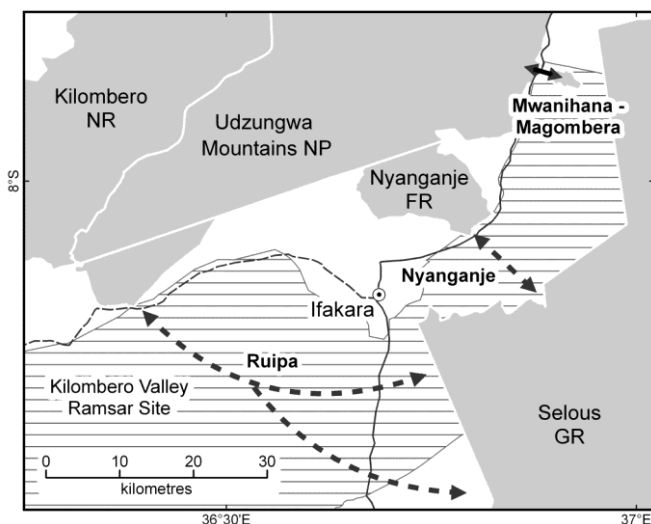 Kilombero
NR
Udzungwa
Mountains NP
Mwanihana -
Magombera
8°S
Nyanganje
FR
Nyanganje
Ifakara
Ruipa
Kilombero Valley
Ramsar Site
Selous
GR
0 10 20 30
kilometres
36°30'E
37°E